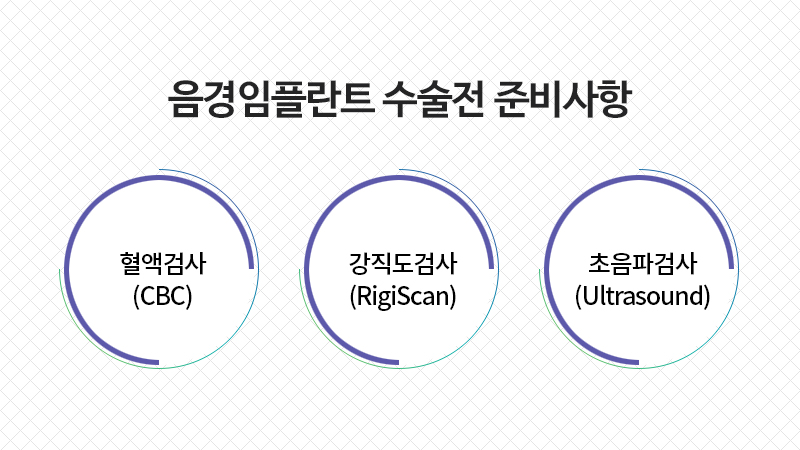 음경임플란트 수술전 준비사항
혈액검사
(CBC)
강직도검사
(RigiScan)
초음파검사
(Ultrasound)